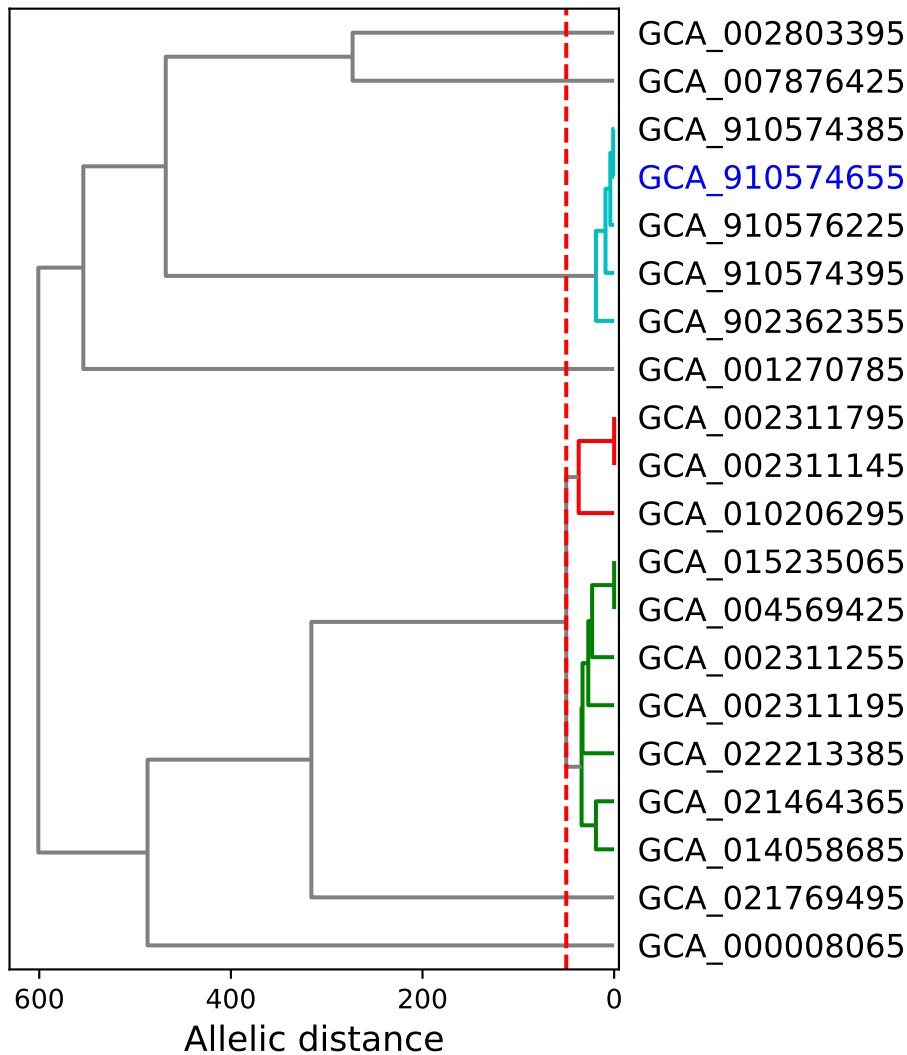 GCA_002803395
GCA_007876425
GCA_910574385
GCA_910574655
GCA_910576225
GCA_910574395
GCA_902362355
GCA_001270785
GCA_002311795
GCA_002311145
GCA_010206295
GCA_015235065
GCA_004569425
GCA_002311255
GCA_002311195
GCA_022213385
GCA_021464365
GCA_014058685
GCA_021769495
GCA_000008065
600 400 200 0
Allelic distance